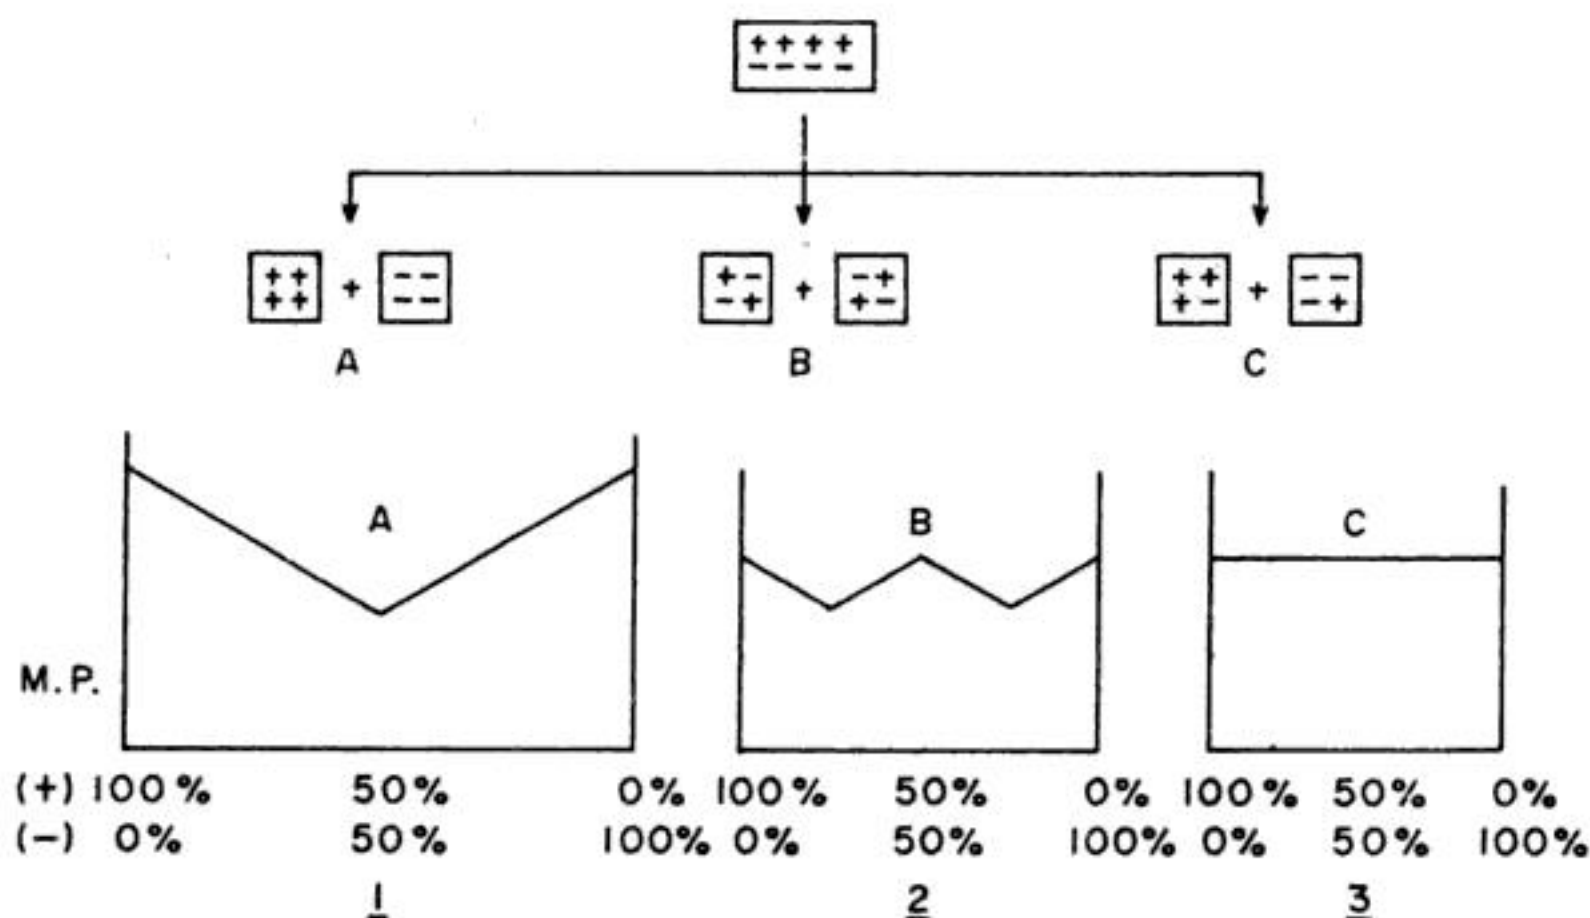 ++++
----
++ + --
++ --
+- + -+
-+ +-
++ + --
+- -+
A B C
A B C
M.P.
(+) 100% 50% 0% 100% 50% 0% 100% 50% 0%
(-) 0% 50% 100% 0% 50% 100% 0% 50% 100%
1 2 3